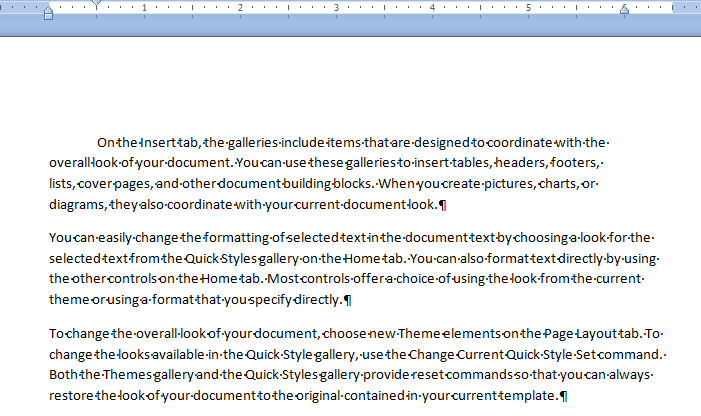 1 2 3 4 5 6
On the Insert tab, the galleries include items that are designed to coordinate with the
overall look of your document. You can use these galleries to insert tables, headers, footers,
lists, cover pages, and other document building blocks. When you create pictures, charts, or
diagrams, they also coordinate with your current document look.¶
You can easily change the formatting of selected text in the document text by choosing a look for the
selected text from the Quick Styles gallery on the Home tab. You can also format text directly by using
the other controls on the Home tab. Most controls offer a choice of using the look from the current
theme or using a format that you specify directly.¶
To change the overall look of your document, choose new Theme elements on the Page Layout tab. To
change the looks available in the Quick Style gallery, use the Change Current Quick Style Set command.
Both the Themes gallery and the Quick Styles gallery provide reset commands so that you can always
restore the look of your document to the original contained in your current template.¶